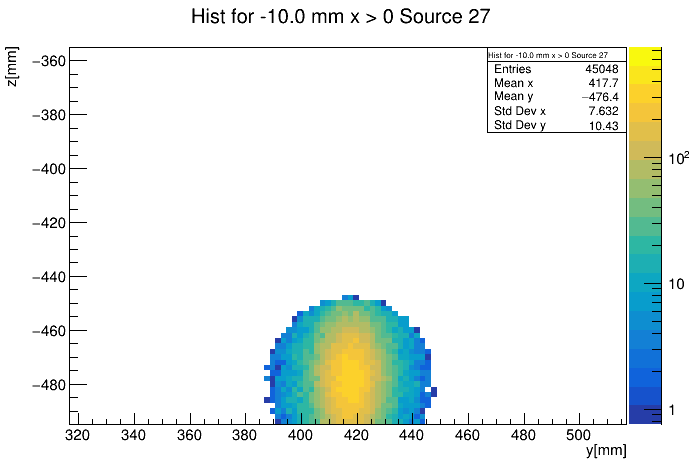 Hist for -10.0 mm x > 0 Source 27
z[mm]
Hist for -10.0 mm x > 0 Source 27
Entries 45048
Mean x 417.7
Mean y −476.4
Std Dev x 7.632
Std Dev y 10.43
−360
−380
−400
−420
−440
−460
−480
10²
10
1
320 340 360 380 400 420 440 460 480 500
y[mm]